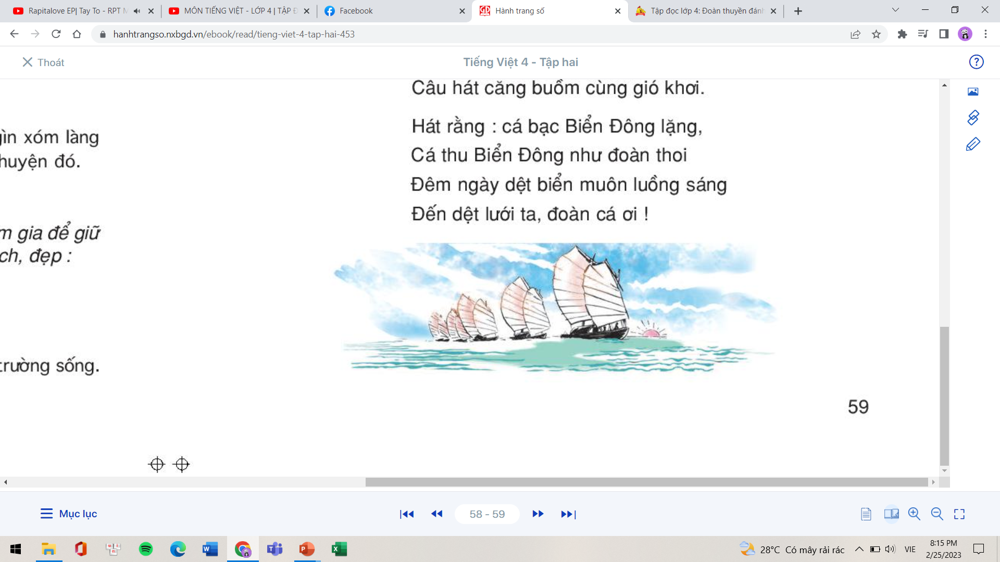 Rapitalove EP| Tay To - RPT M
MÔN TIẾNG VIỆT - LỚP 4 | TẬP Đ
Facebook
Hành trang số
Tập đọc lớp 4: Đoàn thuyền đánh
hanhtrangso.nxbgd.vn/ebook/read/tieng-viet-4-tap-hai-453
Thoát
Tiếng Việt 4 - Tập hai
?
Câu hát căng buồm cùng gió khơi.
Hát rằng : cá bạc Biển Đông lặng,
Cá thu Biển Đông như đoàn thoi
Đêm ngày dệt biển muôn luồng sáng
Đến dệt lưới ta, đoàn cá ơi !
gìn xóm làng
huyện đó.
m gia để giữ
ch, đẹp :
trường sống.
59
Mục lục
58 - 59
28°C Có mây rải rác
VIE
8:15 PM
2/25/2023